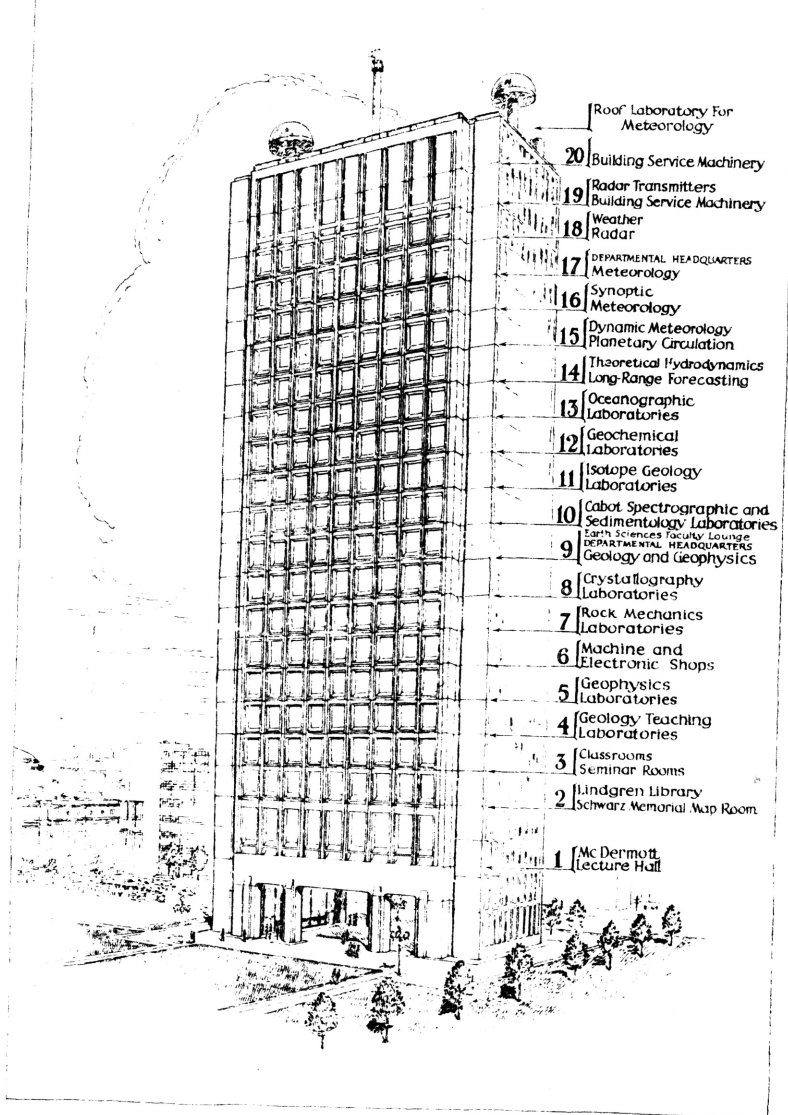 Roof Laboratory For
Meteorology
20 Building Service Machinery
19 Radar Transmitters
Building Service Machinery
18 Weather
Radar
17 DEPARTMENTAL HEADQUARTERS
Meteorology
16 Synoptic
Meteorology
15 Dynamic Meteorology
Planetary Circulation
14 Theoretical Hydrodynamics
Long-Range Forecasting
13 Oceanographic
Laboratories
12 Geochemical
Laboratories
11 Isotope Geology
Laboratories
10 Cabot Spectrographic and
Sedimentology Laboratories
Earth Sciences Faculty Lounge
9 DEPARTMENTAL HEADQUARTERS
Geology and Geophysics
8 Crystallography
Laboratories
7 Rock Mechanics
Laboratories
6 Machine and
Electronic Shops
5 Geophysics
Laboratories
4 Geology Teaching
Laboratories
3 Classrooms
Seminar Rooms
2 Lindgren Library
Schwarz Memorial Map Room
1 McDermott
Lecture Hall